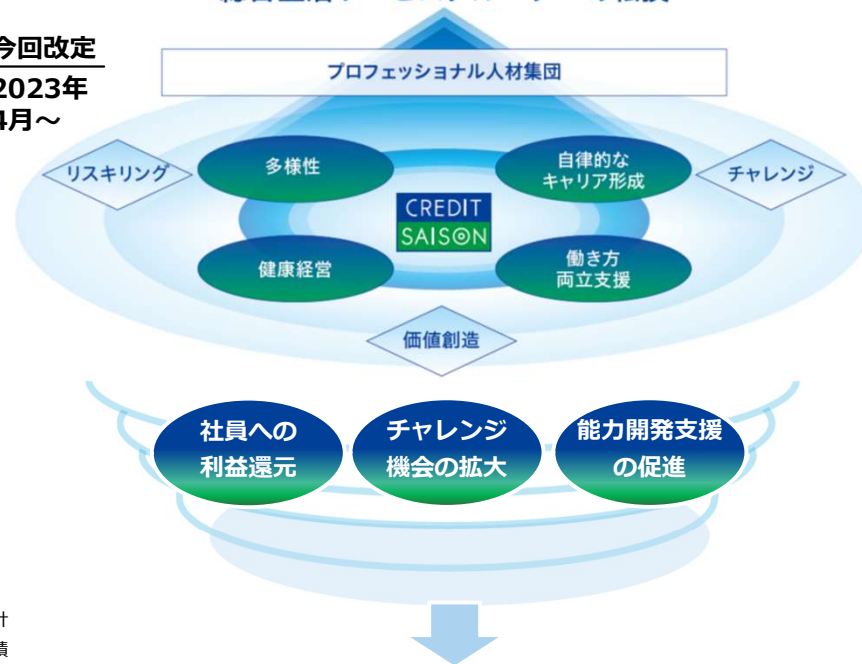 今回改定
2023年
4月～
プロフェッショナル人材集団
リスキリング
多様性
自律的な
キャリア形成
チャレンジ
CREDIT
SAISON
健康経営
働き方
両立支援
価値創造
社員への
利益還元
チャレンジ
機会の拡大
能力開発支援
の促進
計
績